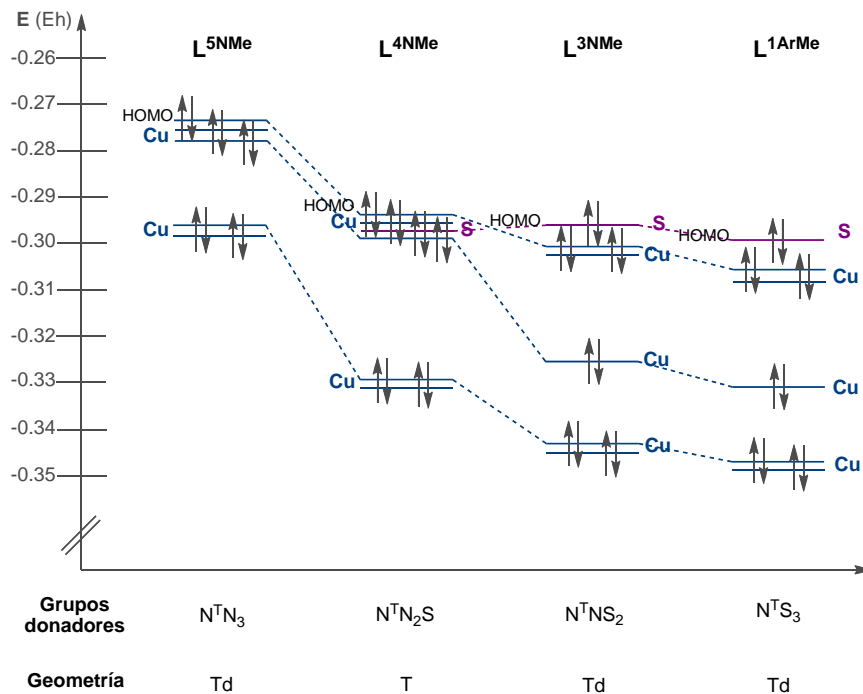 E (Eh)
L5NMe L4NMe L3NMe L1ArMe
-0.26
-0.27
HOMO
Cu
-0.28
-0.29
HOMO
Cu
S
HOMO
S
HOMO
S
-0.30
Cu
Cu
Cu
-0.31
-0.32
Cu
-0.33
Cu
Cu
-0.34
Cu
Cu
-0.35
Grupos
donadores
NTN3 NTN2S NTNS2 NTS3
Geometría Td T Td Td